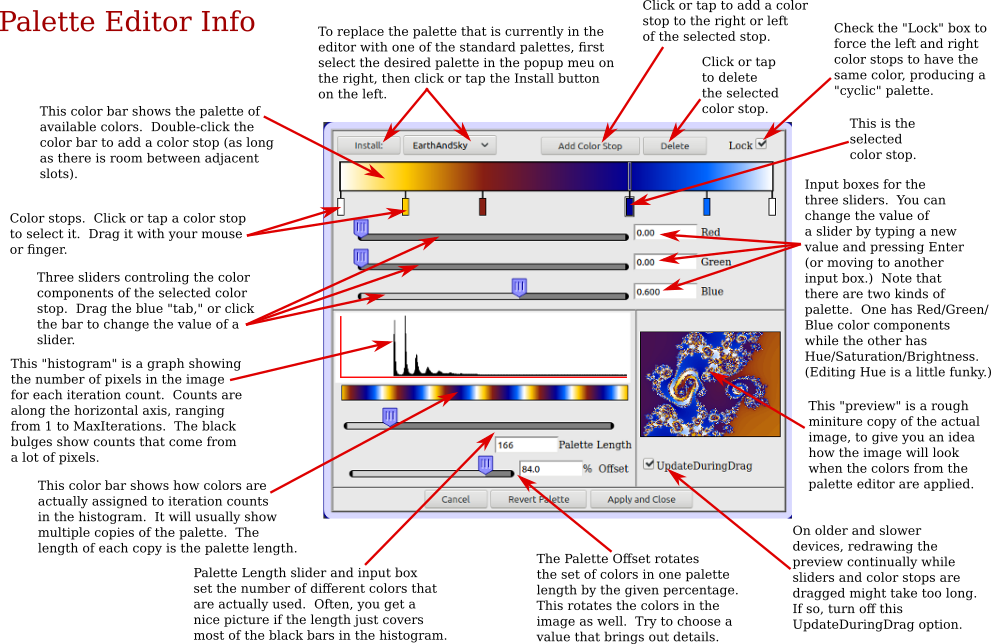 Palette Editor Info
To replace the palette that is currently in the
editor with one of the standard palettes, first
select the desired palette in the popup meu on
the right, then click or tap the Install button
on the left.
Click or tap to add a color
stop to the right or left
of the selected stop.
Click or tap
to delete
the selected
color stop.
Check the "Lock" box to
force the left and right
color stops to have the
same color, producing a
"cyclic" palette.
This color bar shows the palette of
available colors.  Double-click the
color bar to add a color stop (as long
as there is room between adjacent
slots).
This is the
selected
color stop.
Install:
EarthAndSky
Add Color Stop
Delete
Lock
Color stops.  Click or tap a color stop
to select it.  Drag it with your mouse
or finger.
Input boxes for the
three sliders.  You can
change the value of
a slider by typing a new
value and pressing Enter
(or moving to another
input box.)  Note that
there are two kinds of
palette.  One has Red/Green/
Blue color components
while the other has
Hue/Saturation/Brightness.
(Editing Hue is a little funky.)
0.00 Red
0.00 Green
0.600 Blue
Three sliders controling the color
components of the selected color
stop.  Drag the blue "tab," or click
the bar to change the value of a
slider.
This "histogram" is a graph showing
the number of pixels in the image
for each iteration count.  Counts are
along the horizontal axis, ranging
from 1 to MaxIterations.  The black
bulges show counts that come from
a lot of pixels.
This "preview" is a rough
miniture copy of the actual
image, to give you an idea
how the image will look
when the colors from the
palette editor are applied.
166 Palette Length
84.0 % Offset
UpdateDuringDrag
Cancel
Revert Palette
Apply and Close
This color bar shows how colors are
actually assigned to iteration counts
in the histogram.  It will usually show
multiple copies of the palette.  The
length of each copy is the palette length.
Palette Length slider and input box
set the number of different colors that
are actually used.  Often, you get a
nice picture if the length just covers
most of the black bars in the histogram.
The Palette Offset rotates
the set of colors in one palette
length by the given percentage.
This rotates the colors in the
image as well.  Try to choose a
value that brings out details.
On older and slower
devices, redrawing the
preview continually while
sliders and color stops are
dragged might take too long.
If so, turn off this
UpdateDuringDrag option.